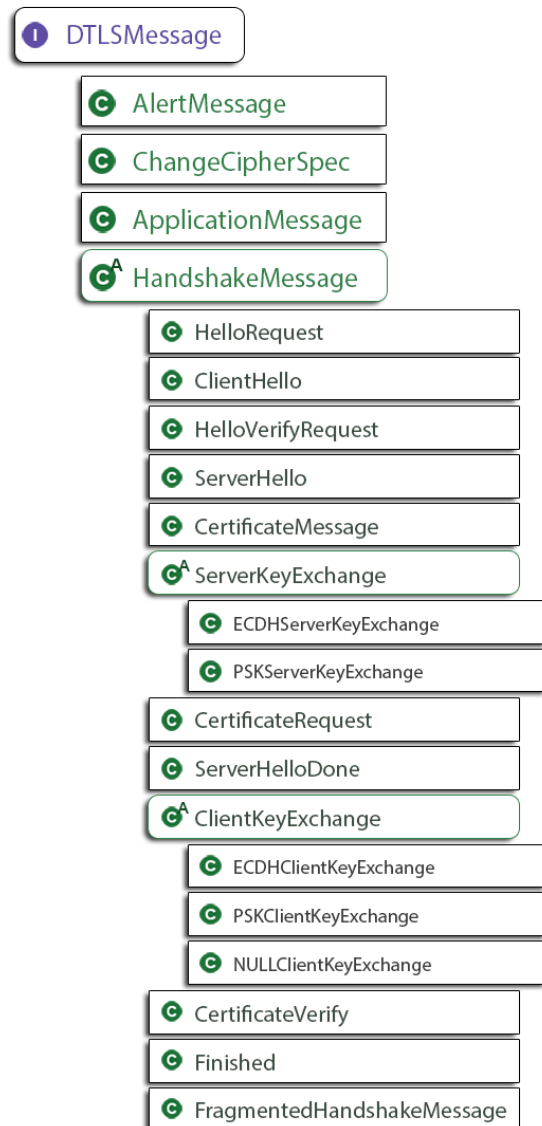 I DTLSMessage
C AlertMessage
C ChangeCipherSpec
C ApplicationMessage
C A HandshakeMessage
C HelloRequest
C ClientHello
C HelloVerifyRequest
C ServerHello
C CertificateMessage
C A ServerKeyExchange
C ECDHServerKeyExchange
C PSKServerKeyExchange
C CertificateRequest
C ServerHelloDone
C A ClientKeyExchange
C ECDHClientKeyExchange
C PSKClientKeyExchange
C NULLClientKeyExchange
C CertificateVerify
C Finished
C FragmentedHandshakeMessage